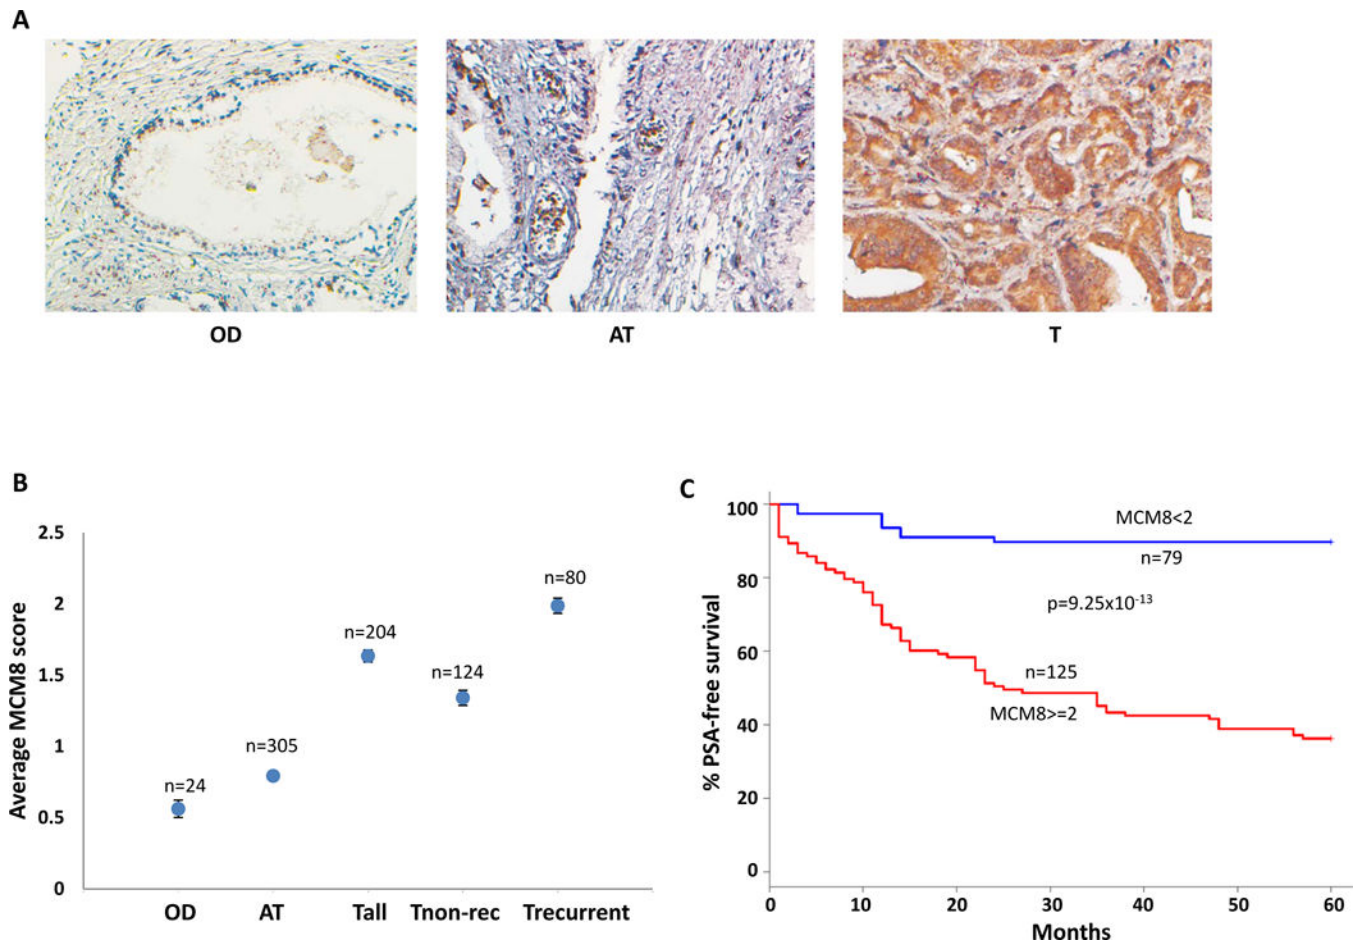 A
OD
AT
T
B
Average MCM8 score
2.5
2
1.5
1
0.5
0
n=24
n=305
n=204
n=124
n=80
OD
AT
Tall
Tnon-rec
Trecurrent
C
% PSA-free survival
100
80
60
40
20
0
MCM8<2
n=79
p=9.25x10⁻¹³
n=125
MCM8>=2
0
10
20
30
40
50
60
Months